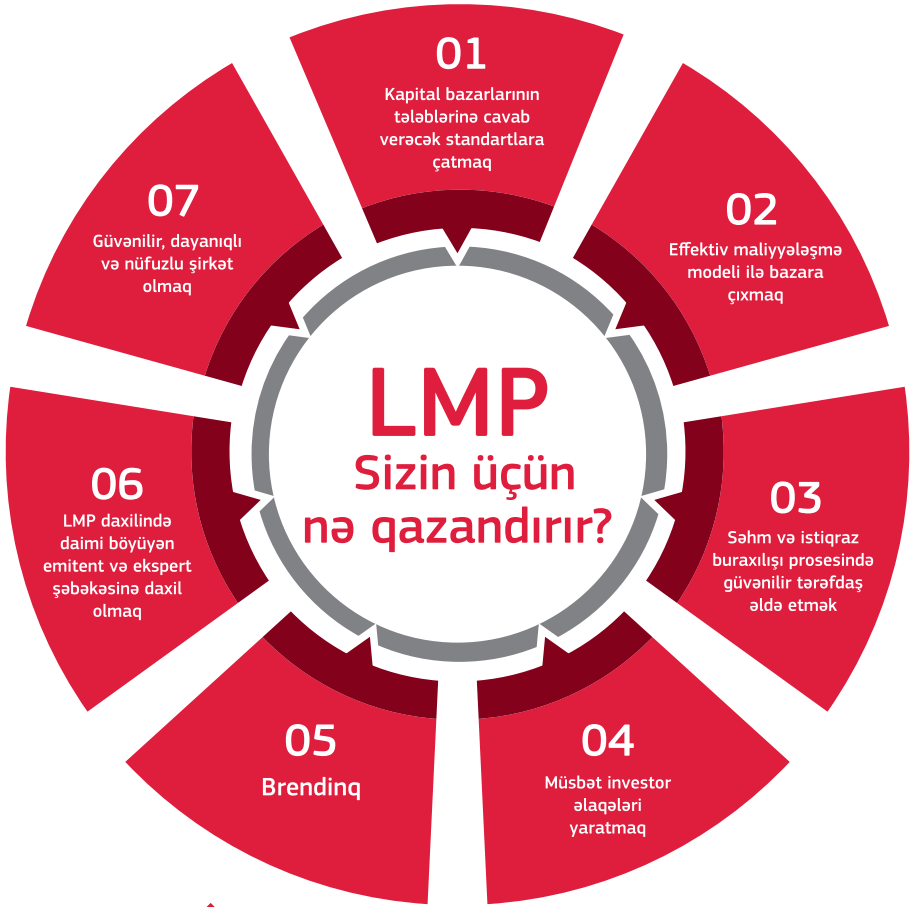 LMP
Sizin üçün
nə qazandırır?
01
Kapital bazarlarının
tələblərinə cavab
verəcək standartlara
çatmaq
02
Effektiv maliyyələşmə
modeli ilə bazara
çıxmaq
03
Səhm və istiqraz
buraxılışı prosesində
güvənilir tərəfdaş
əldə etmək
04
Müsbət investor
əlaqələri
yaratmaq
05
Brendinq
06
LMP daxilində
daimi böyüyən
emitent və ekspert
şəbəkəsinə daxil
olmaq
07
Güvənilir, dayanıqlı
və nüfuzlu şirkət
olmaq